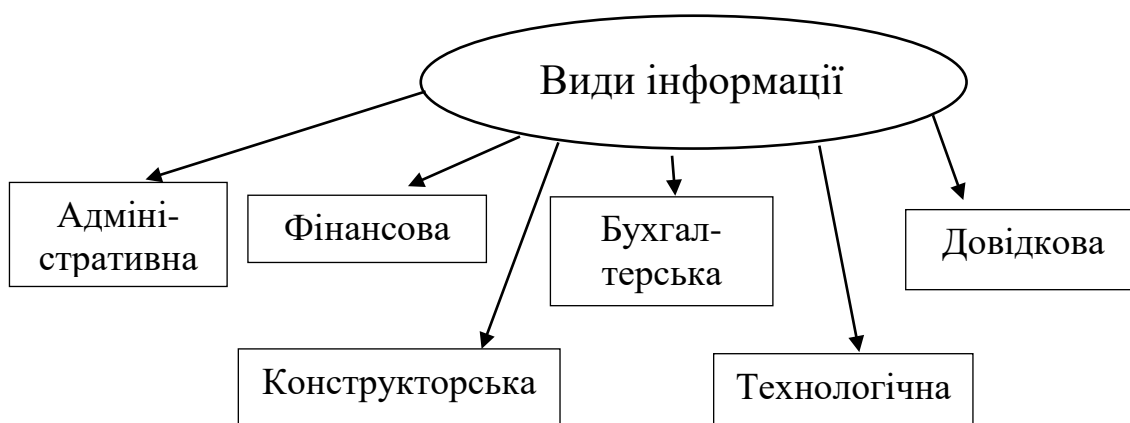 Види інформації
Адміні-
стративна
Фінансова
Бухгал-
терська
Довідкова
Конструкторська
Технологічна